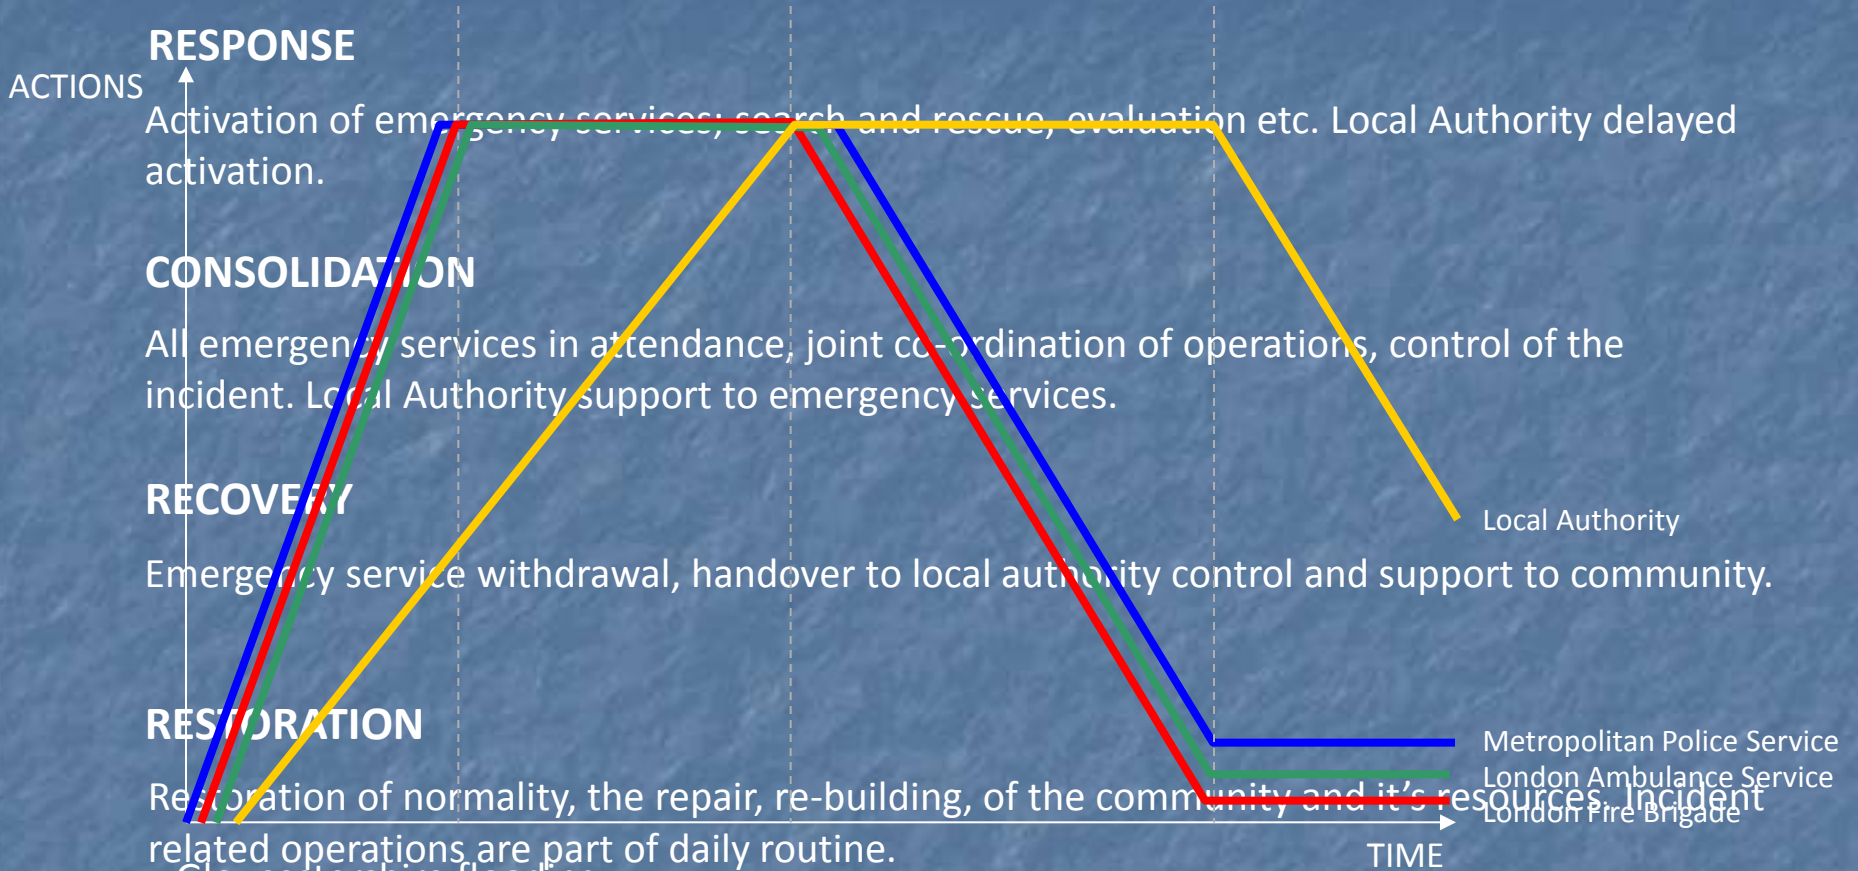 RESPONSE
ACTIONS
Activation of emergency services; search and rescue, evaluation etc. Local Authority delayed
activation.
CONSOLIDATION
All emergency services in attendance, joint co-ordination of operations, control of the
incident. Local Authority support to emergency services.
RECOVERY
Local Authority
Emergency service withdrawal, handover to local authority control and support to community.
RESTORATION
Metropolitan Police Service
London Ambulance Service
Restoration of normality, the repair, re-building, of the community and it’s resources. Incident
London Fire Brigade
related operations are part of daily routine.
TIME
Gloucestershire flooding